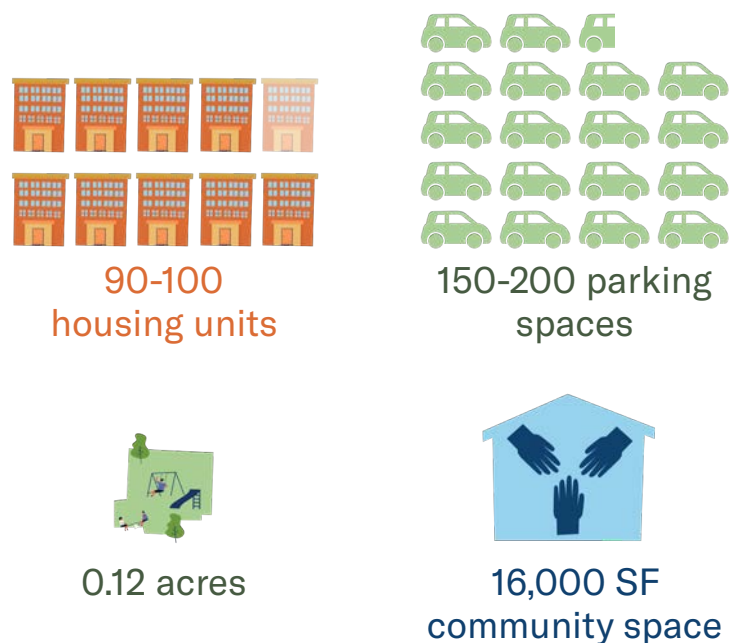 90-100
housing units
150-200 parking
spaces
0.12 acres
16,000 SF
community space